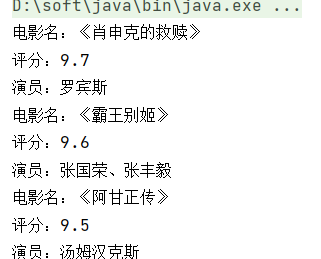 D:\soft\java\bin\java.exe ...
电影名：《肖申克的救赎》
评分：9.7
演员：罗宾斯
电影名：《霸王别姬》
评分：9.6
演员：张国荣、张丰毅
电影名：《阿甘正传》
评分：9.5
演员：汤姆汉克斯